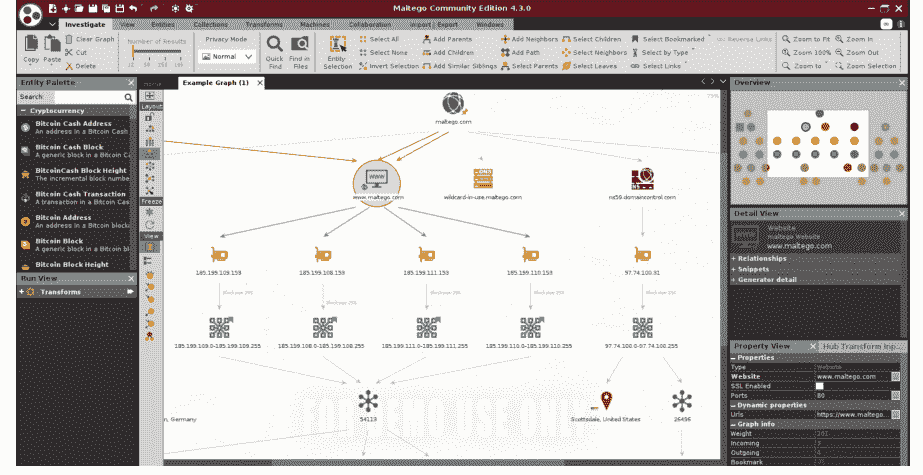 Maltego Community Edition 4.3.0
Investigate View Entities Collections Transforms Machines Collaboration Import | Export Windows
Copy Paste
Clear Graph
Cut
Delete
Number of Results
Privacy Mode
Normal
Quick Find
Find in Files
Entity Selection
Select All
Select None
Invert Selection
Add Parents
Add Children
Add Similar Siblings
Add Neighbors
Add Path
Select Parents
Select Children
Select Neighbors
Select Leaves
Select Bookmarked
Select by Type
Select Links
Reverse Links
Zoom to Fit
Zoom 100%
Zoom to
Zoom In
Zoom Out
Zoom Selection
Entity Palette
Search:
Cryptocurrency
Bitcoin Cash Address
An address in a Bitcoin Cash
Bitcoin Cash Block
A generic block in a Bitcoin C
BitcoinCash Block Height
The incremental block numbe
Bitcoin Cash Transaction
A transaction in a Bitcoin Cas
Bitcoin Address
An address in a Bitcoin block
Bitcoin Block
A generic block in a Bitcoin bl
Bitcoin Block Height
Run View
Transforms
Layout
Freeze
View
Example Graph (1)
maltego.com
www.maltego.com
wildcard-in-use.maltego.com
ns59.domaincontrol.com
185.199.109.153
185.199.108.153
185.199.111.153
185.199.110.153
97.74.100.31
185.199.109.0-185.199.109.255
185.199.108.0-185.199.108.255
185.199.111.0-185.199.111.255
185.199.110.0-185.199.110.255
97.74.100.0-97.74.100.255
n, Germany
54113
Scottsdale, United States
26496
Overview
Detail View
Website
maltego.Website
www.maltego.com
Relationships
Snippets
Generator detail
Property View
Hub Transform Inp...
Properties
Type
Website
Website www.maltego.com
SSL Enabled
Ports 80
Dynamic properties
Urls https://www.maltego...
Graph info
Weight
Incoming
Outgoing
Bookmark